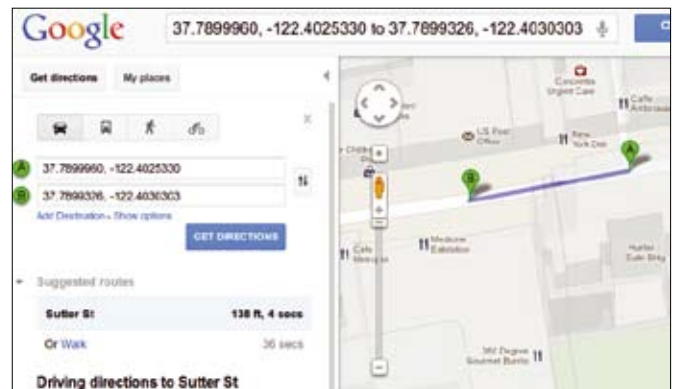 Google
37.7899960, -122.4025330 to 37.7899326, -122.4030303
Get directions
My places
A
37.7899960, -122.4025330
B
37.7899326, -122.4030303
Add Destination - Show options
GET DIRECTIONS
Suggested routes
Sutter St
138 ft, 4 secs
Or Walk
36 secs
Driving directions to Sutter St
Concentra
Urgent Care
Caffe
US Post
Office
New
York Deli
A
B
Cafe
Medicine
Exhibition
Hunter
Dulin Bldg
360 Degree
Gourmet Burrito